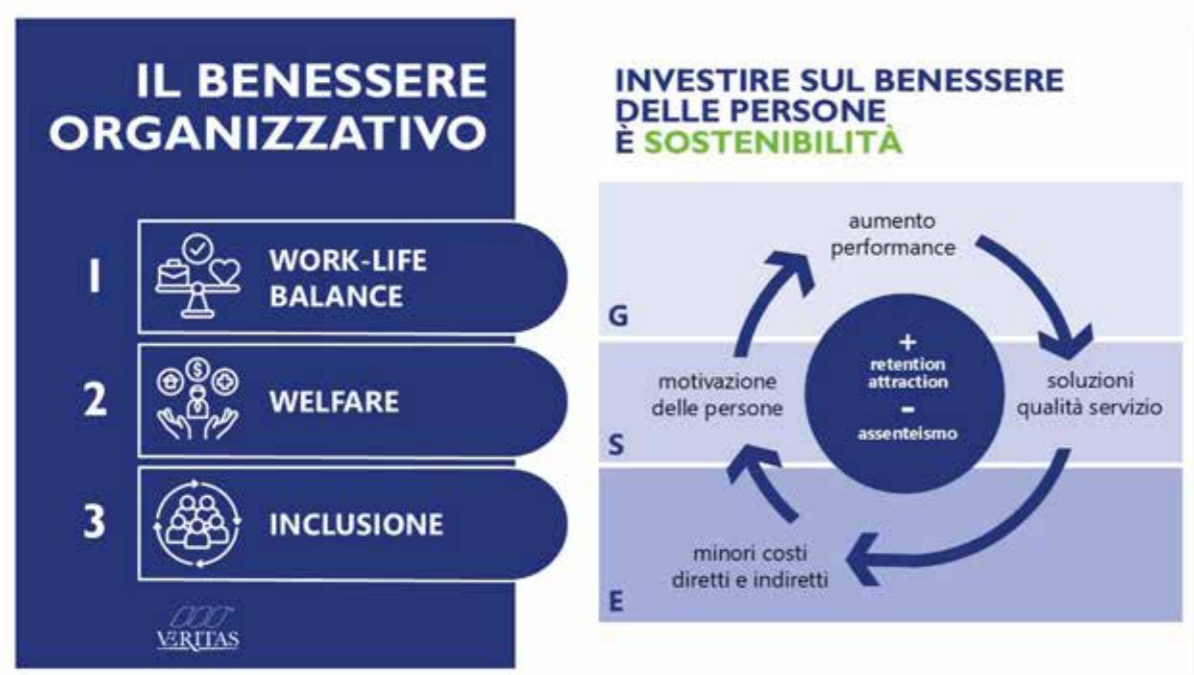 IL BENESSERE
ORGANIZZATIVO
1
WORK-LIFE
BALANCE
2
WELFARE
3
INCLUSIONE
VERITAS
INVESTIRE SUL BENESSERE
DELLE PERSONE
È SOSTENIBILITÀ
aumento
performance
G
+
retention
attraction
-
assenteismo
motivazione
delle persone
soluzioni
qualità servizio
S
minori costi
diretti e indiretti
E